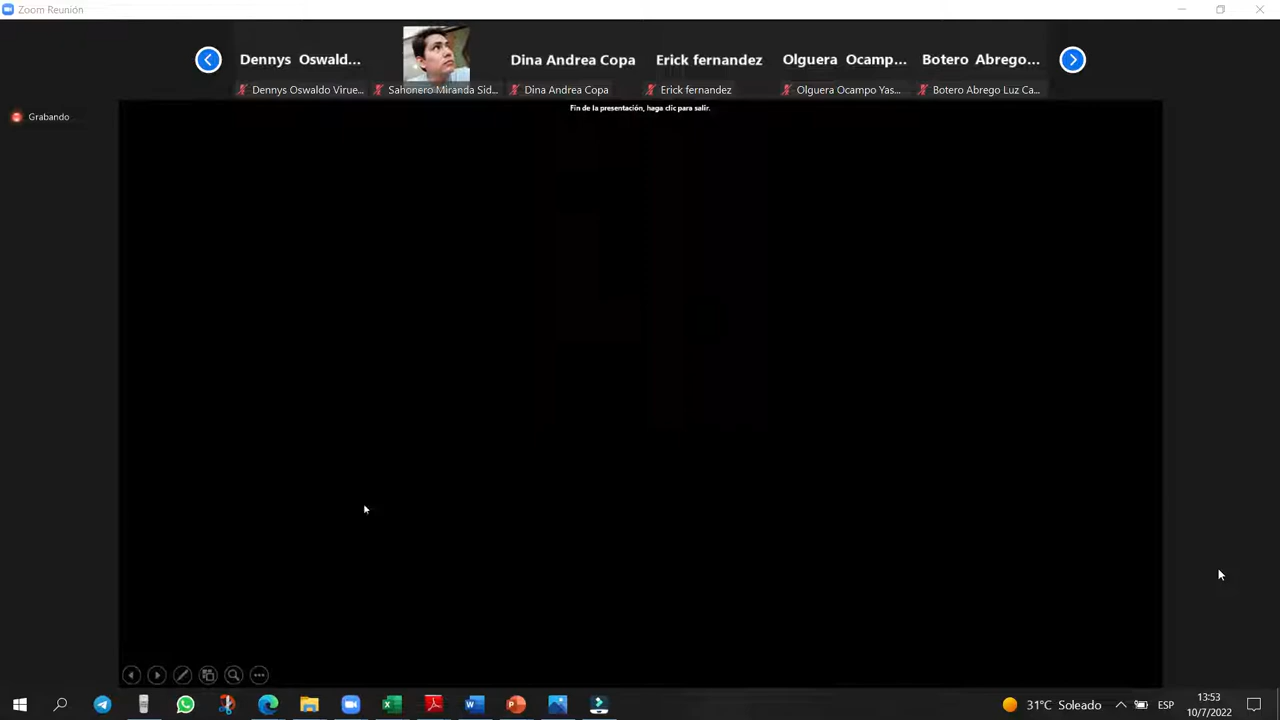 Zoom Reunión
Dennys Oswald...
Dina Andrea Copa
Erick fernandez
Olguera Ocamp...
Botero Abrego...
Dennys Oswaldo Virue...
Sahonero Miranda Sid...
Dina Andrea Copa
Erick fernandez
Olguera Ocampo Yas...
Botero Abrego Luz Ca...
Fin de la presentación, haga clic para salir.
Grabando...
31°C Soleado
ESP
13:53
10/7/2022